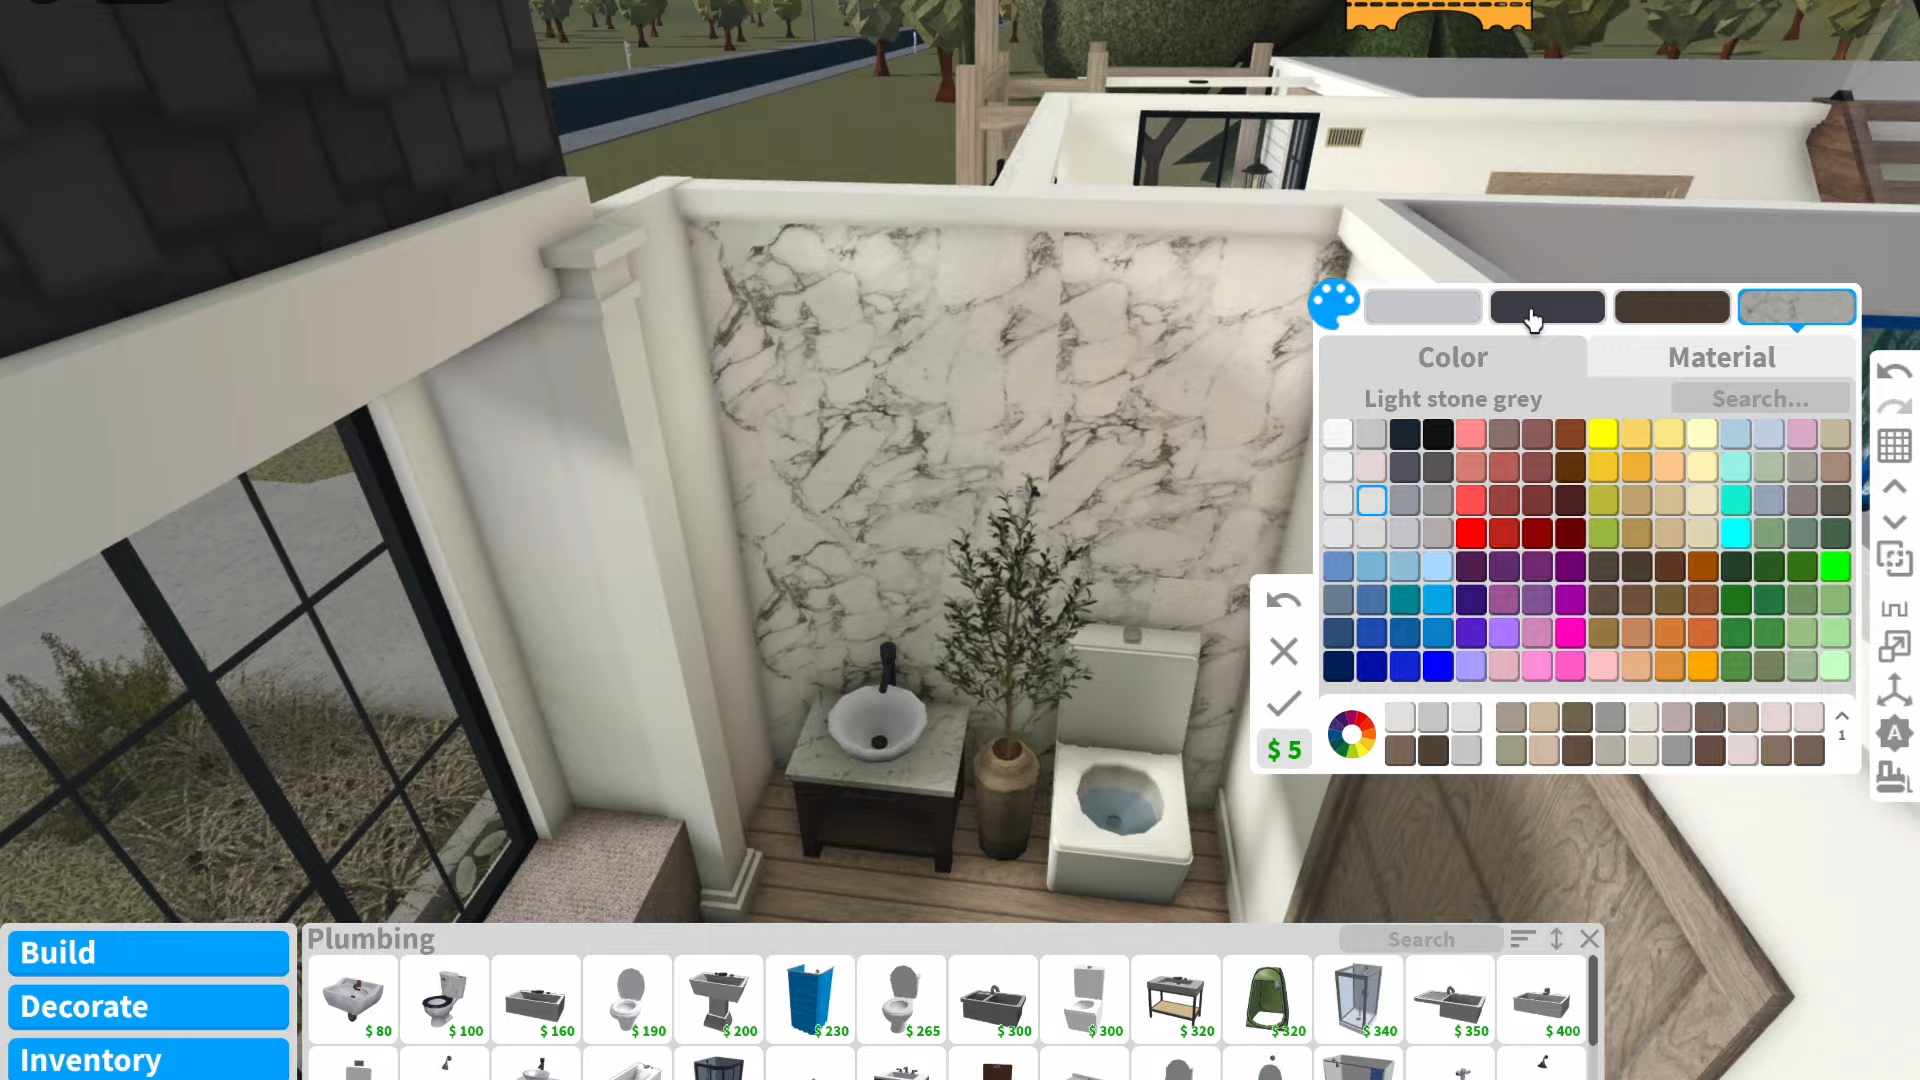 Color
Material
Light stone grey
Search...
$ 5
1
A
Build
Decorate
Inventory
Plumbing
Search
$ 80
$ 100
$ 160
$ 190
$ 200
$ 230
$ 265
$ 300
$ 300
$ 320
$ 320
$ 340
$ 350
$ 400